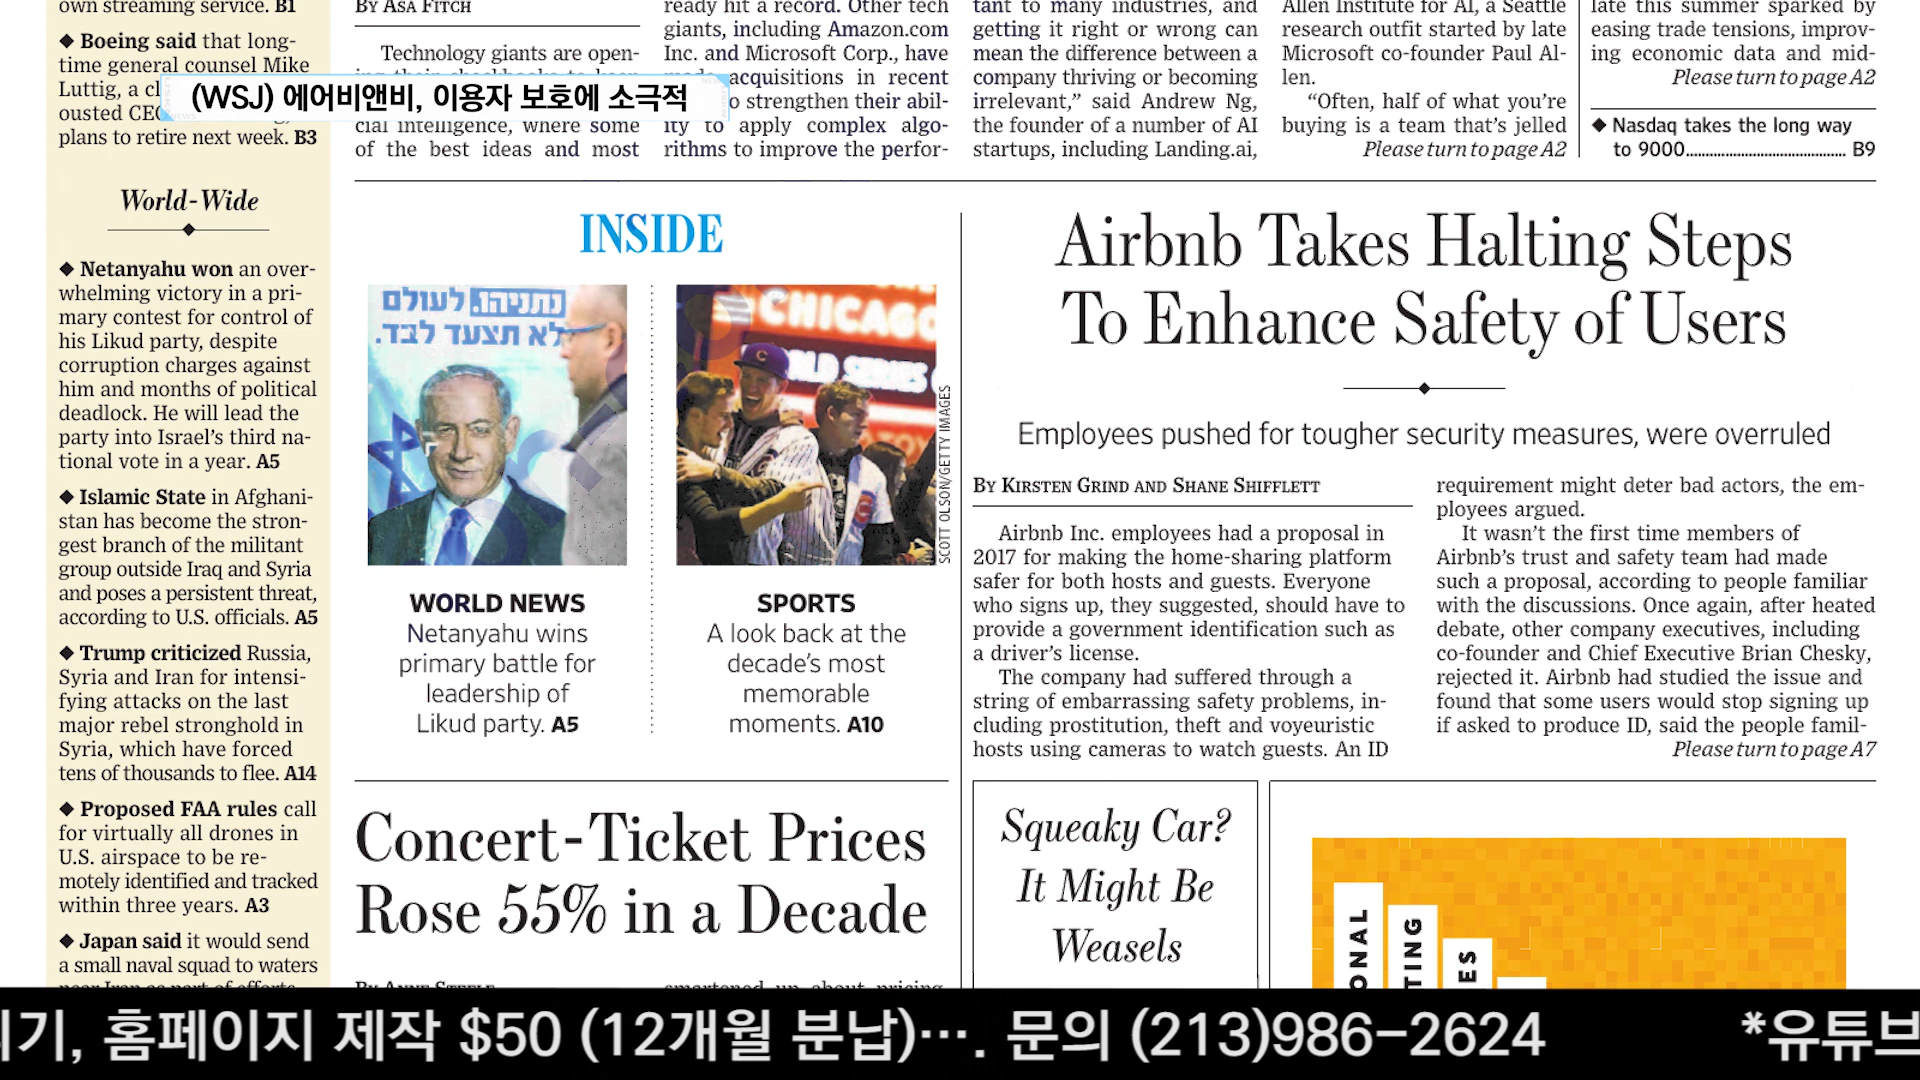 own streaming service. B1
◆ Boeing said that long-
time general counsel Mike
Luttig, a
ousted
plans to retire next week. B3
World-Wide
◆ Netanyahu won an over-
whelming victory in a pri-
mary contest for control of
his Likud party, despite
corruption charges against
him and months of political
deadlock. He will lead the
party into Israel's third na-
tional vote in a year. A5
◆ Islamic State in Afghani-
stan has become the stron-
gest branch of the militant
group outside Iraq and Syria
and poses a persistent threat,
according to U.S. officials. A5
◆ Trump criticized Russia,
Syria and Iran for intensi-
fying attacks on the last
major rebel stronghold in
Syria, which have forced
tens of thousands to flee. A14
◆ Proposed FAA rules call
for virtually all drones in
U.S. airspace to be re-
motely identified and tracked
within three years. A3
◆ Japan said it would send
a small naval squad to waters
By Asa Fitch
Technology giants are open-
(WSJ) 에어비앤비, 이용자 보호에 소극적
cial intelligence, where some
of the best ideas and most
ready hit a record. Other tech
giants, including Amazon.com
Inc. and Microsoft Corp., have
acquisitions in recent
strengthen their abil-
ity to apply complex algo-
rithms to improve the perfor-
tant to many industries, and
getting it right or wrong can
mean the difference between a
company thriving or becoming
irrelevant," said Andrew Ng,
the founder of a number of AI
startups, including Landing.ai,
Allen Institute for AI, a Seattle
research outfit started by late
Microsoft co-founder Paul Al-
len.
"Often, half of what you're
buying is a team that's jelled
Please turn to page A2
late this summer sparked by
easing trade tensions, improv-
ing economic data and mid-
Please turn to page A2
◆ Nasdaq takes the long way
to 9000.............................. B9
INSIDE
נתניהו. לעולם
לא תצעד לבד.
CHICAGO
WORLD SERIES
SCOTT OLSON/GETTY IMAGES
WORLD NEWS
Netanyahu wins
primary battle for
leadership of
Likud party. A5
SPORTS
A look back at the
decade's most
memorable
moments. A10
Airbnb Takes Halting Steps
To Enhance Safety of Users
Employees pushed for tougher security measures, were overruled
By Kirsten Grind and Shane Shifflett
Airbnb Inc. employees had a proposal in
2017 for making the home-sharing platform
safer for both hosts and guests. Everyone
who signs up, they suggested, should have to
provide a government identification such as
a driver's license.
The company had suffered through a
string of embarrassing safety problems, in-
cluding prostitution, theft and voyeuristic
hosts using cameras to watch guests. An ID
requirement might deter bad actors, the em-
ployees argued.
It wasn't the first time members of
Airbnb's trust and safety team had made
such a proposal, according to people familiar
with the discussions. Once again, after heated
debate, other company executives, including
co-founder and Chief Executive Brian Chesky,
rejected it. Airbnb had studied the issue and
found that some users would stop signing up
if asked to produce ID, said the people famil-
Please turn to page A7
Concert-Ticket Prices
Rose 55% in a Decade
By Anne Steele
smartened up about pricing
Squeaky Car?
It Might Be
Weasels
ONAL
TING
ES
기, 홈페이지 제작 $50 (12개월 분납)…. 문의 (213)986-2624 *유튜브